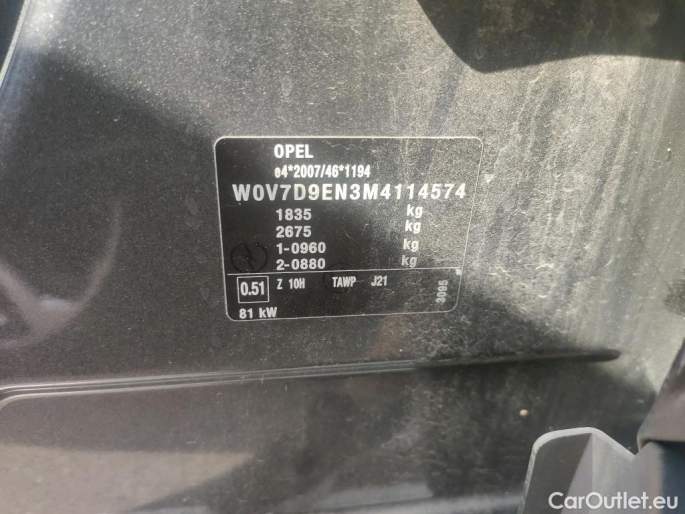 OPEL
e4*2007/46*1194
W0V7D9EN3M4114574
1835 kg
2675 kg
1-0960 kg
2-0880 kg
0.51 Z 10H TAWP J21
3095
81 kW
CarOutlet.eu